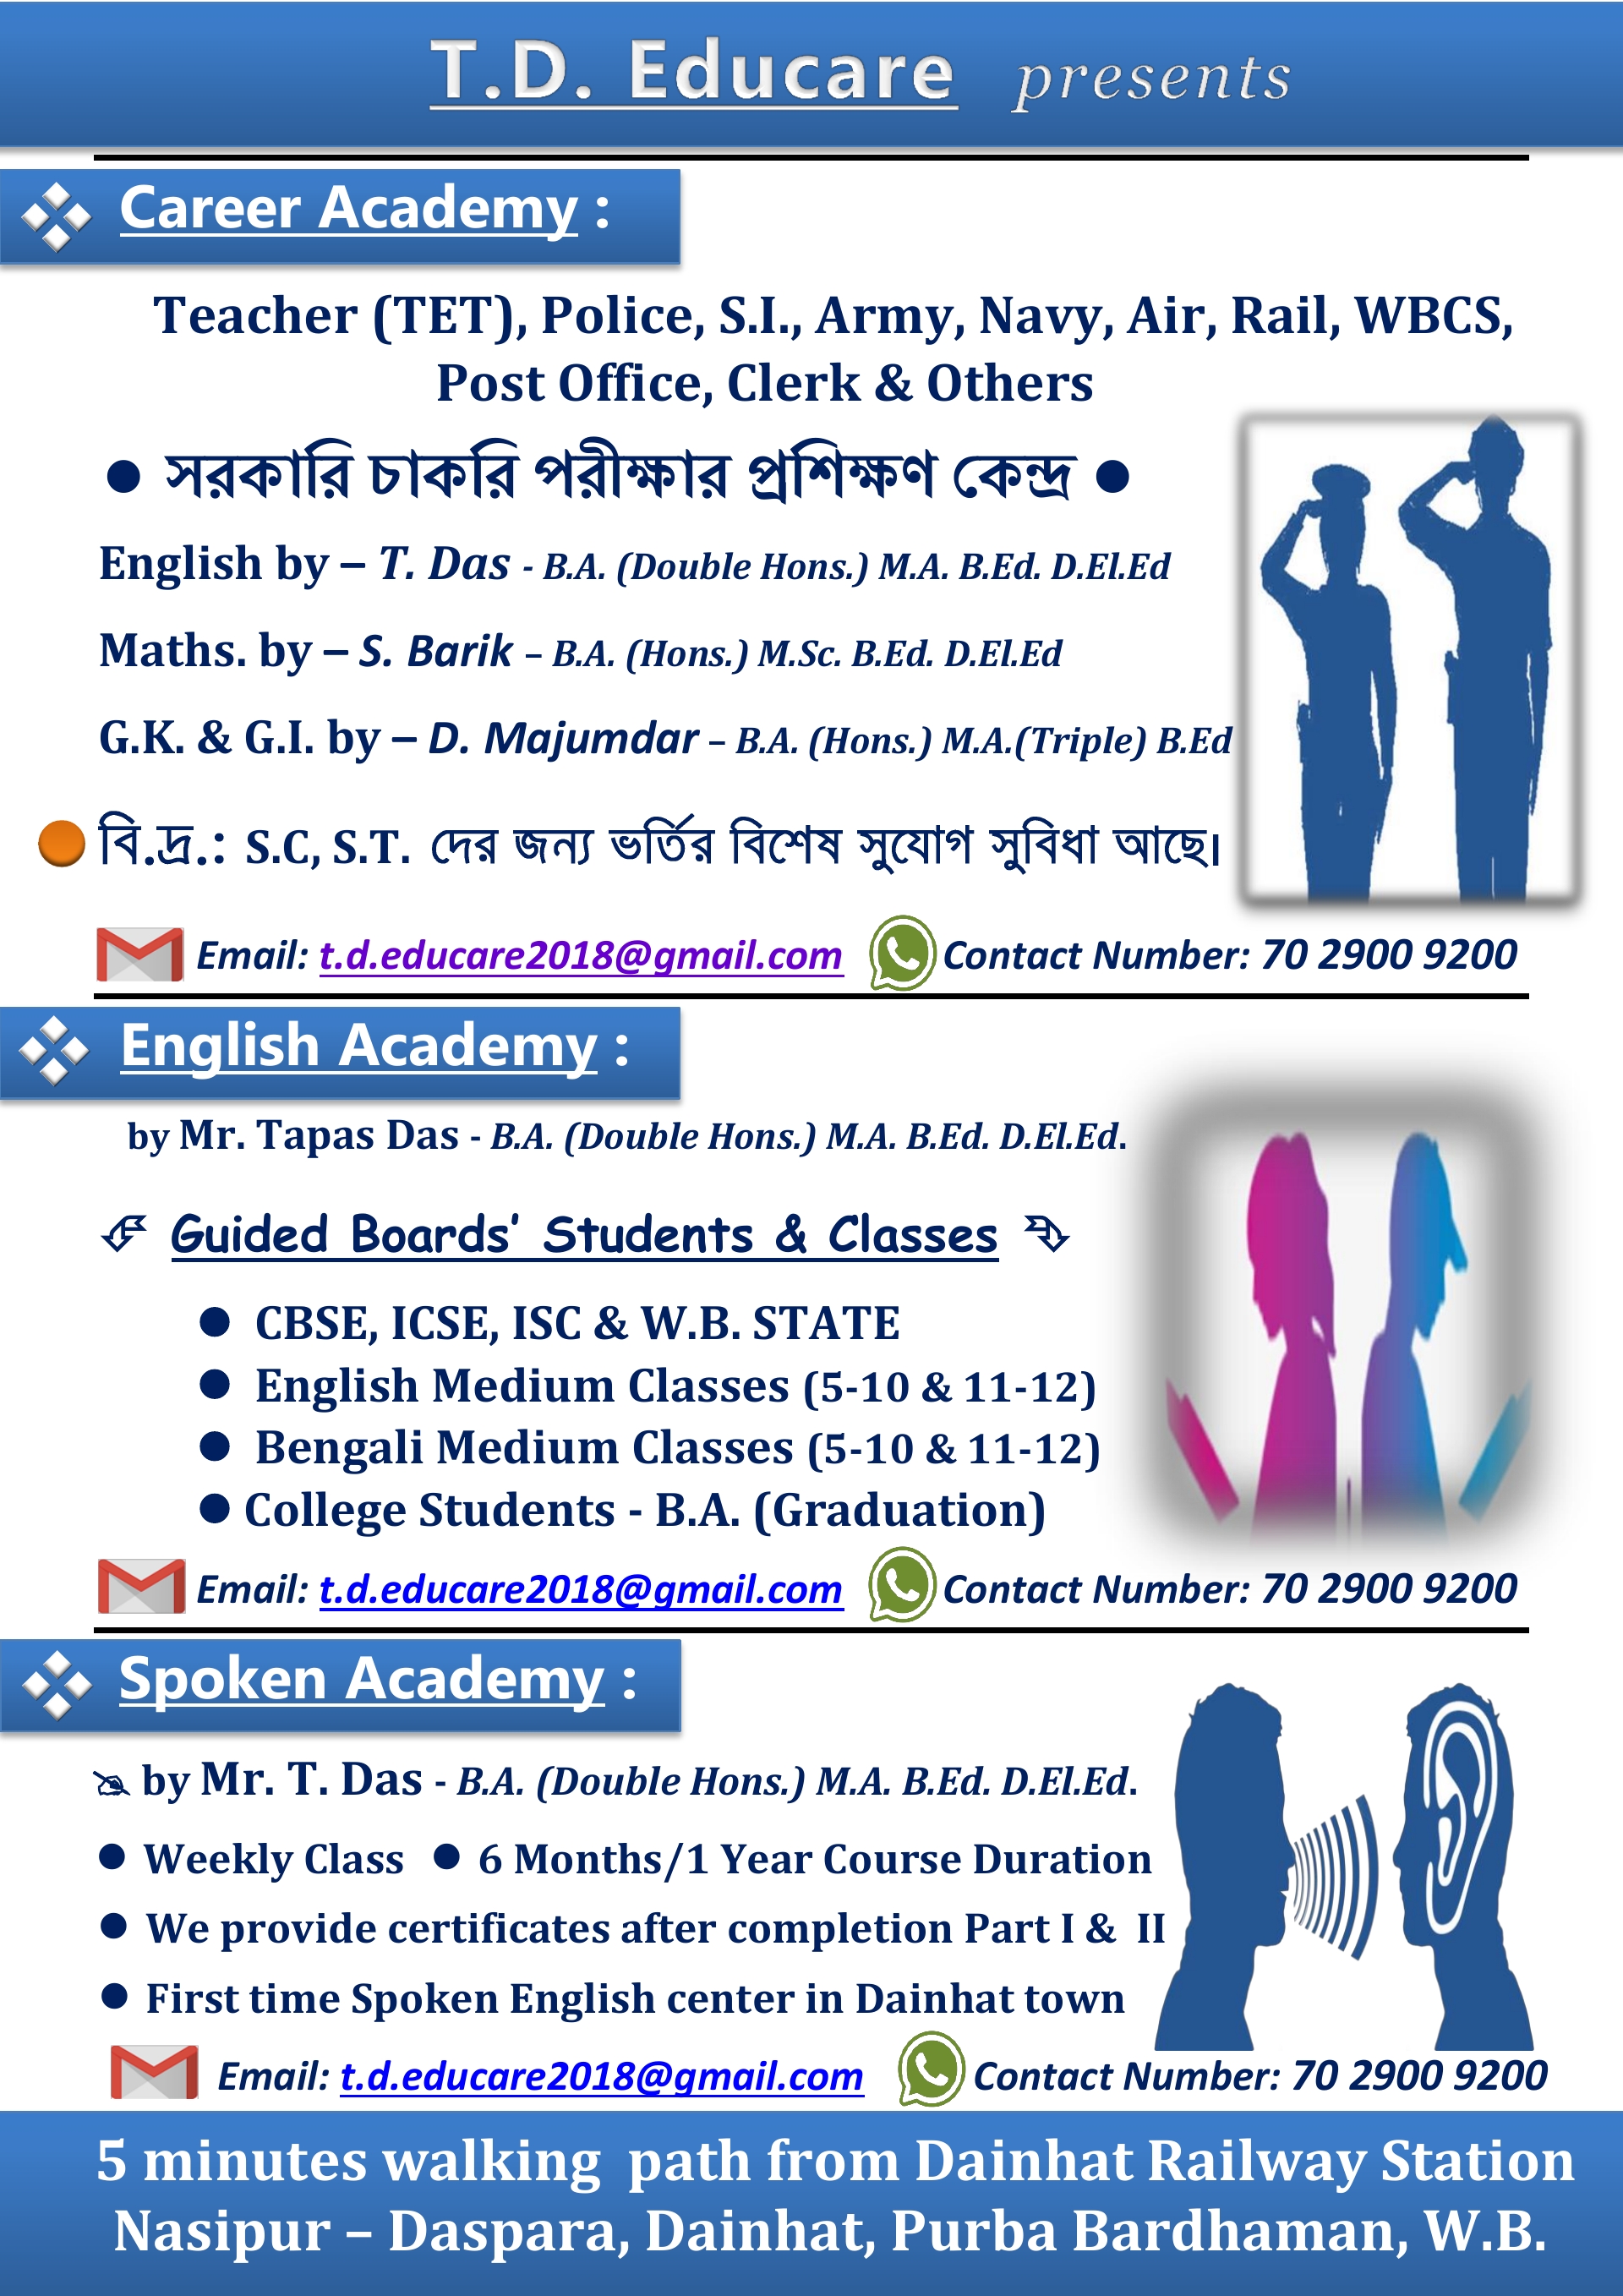 T.D. Educare presents
Career Academy :
Teacher (TET), Police, S.I., Army, Navy, Air, Rail, WBCS,
Post Office, Clerk & Others
● সরকারি চাকরি পরীক্ষার প্রশিক্ষণ কেন্দ্র ●
English by – T. Das - B.A. (Double Hons.) M.A. B.Ed. D.El.Ed
Maths. by – S. Barik – B.A. (Hons.) M.Sc. B.Ed. D.El.Ed
G.K. & G.I. by – D. Majumdar – B.A. (Hons.) M.A.(Triple) B.Ed
বি.দ্র.: S.C, S.T. দের জন্য ভর্তির বিশেষ সুযোগ সুবিধা আছে।
Email: t.d.educare2018@gmail.com Contact Number: 70 2900 9200
English Academy :
by Mr. Tapas Das - B.A. (Double Hons.) M.A. B.Ed. D.El.Ed.
Guided Boards’ Students & Classes
● CBSE, ICSE, ISC & W.B. STATE
● English Medium Classes (5-10 & 11-12)
● Bengali Medium Classes (5-10 & 11-12)
● College Students - B.A. (Graduation)
Email: t.d.educare2018@gmail.com Contact Number: 70 2900 9200
Spoken Academy :
by Mr. T. Das - B.A. (Double Hons.) M.A. B.Ed. D.El.Ed.
● Weekly Class ● 6 Months/1 Year Course Duration
● We provide certificates after completion Part I & II
● First time Spoken English center in Dainhat town
Email: t.d.educare2018@gmail.com Contact Number: 70 2900 9200
5 minutes walking path from Dainhat Railway Station
Nasipur – Daspara, Dainhat, Purba Bardhaman, W.B.